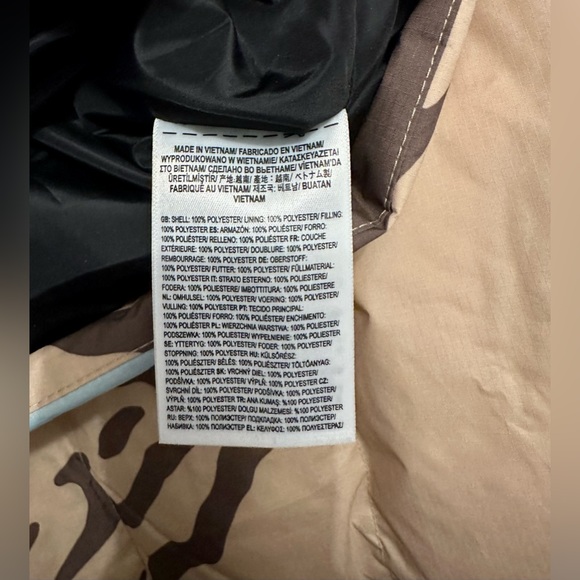 MADE IN VIETNAM/ FABRICADO EN VIETNAM/
WYPRODUKOWANO W WIETNAMIE/ ΚΑΤΑΣΚΕΥΑΖΕΤΑΙ
ΣΤΟ ΒΙΕΤΝΑΜ/ СДЕЛАНО ВО ВЬЕТНАМЕ/ VİETNAM'DA
ÜRETİLMİŞTİR/ 产地:越南/ 產地：越南/ ベトナム製/
FABRIQUÉ AU VIETNAM/ 제조국: 베트남/ BUATAN
VIETNAM
GB: SHELL: 100% POLYESTER/ LINING: 100% POLYESTER/ FILLING:
100% POLYESTER ES: ARMAZÓN: 100% POLIÉSTER/ FORRO:
100% POLIÉSTER/ RELLENO: 100% POLIÉSTER FR: COUCHE
EXTÉRIEURE: 100% POLYESTER/ DOUBLURE: 100% POLYESTER/
REMBOURRAGE: 100% POLYESTER DE: OBERSTOFF:
100% POLYESTER/ FUTTER: 100% POLYESTER/ FÜLLMATERIAL:
100% POLYESTER IT: STRATO ESTERNO: 100% POLIESTERE/
FODERA: 100% POLIESTERE/ IMBOTTITURA: 100% POLIESTERE
NL: OMHULSEL: 100% POLYESTER/ VOERING: 100% POLYESTER/
VULLING: 100% POLYESTER PT: TECIDO PRINCIPAL:
100% POLIÉSTER/ FORRO: 100% POLIÉSTER/ ENCHIMENTO:
100% POLIÉSTER PL: WIERZCHNIA WARSTWA: 100% POLYESTER/
PODSZEWKA: 100% POLYESTER/ WYPEŁNIENIE: 100% POLYESTER
SE: YTTERTYG: 100% POLYESTER/ FODER: 100% POLYESTER/
STOPPNING: 100% POLYESTER HU: KÜLSŐRÉSZ:
100% POLIÉSZTER/ BÉLÉS: 100% POLIÉSZTER/ TÖLTŐANYAG:
100% POLIÉSZTER SK: VRCHNÝ DIEL: 100% POLYESTER/
PODŠÍVKA: 100% POLYESTER/ VÝPLŇ: 100% POLYESTER CZ:
SVRCHNÍ DÍL: 100% POLYESTER/ PODŠÍVKA: 100% POLYESTER/
VÝPLŇ: 100% POLYESTER TR: ANA KUMAŞ: %100 POLYESTER/
ASTAR: %100 POLYESTER/ DOLGU MALZEMESİ: %100 POLYESTER
RU: ВЕРХ: 100% ПОЛИЭСТЕР/ ПОДКЛАДКА: 100% ПОЛИЭСТЕР/
НАБИВКА: 100% ПОЛИЭСТЕР EL: ΚΕΛΥΦΟΣ: 100% ΠΟΛΥΕΣΤΕΡΑΣ/